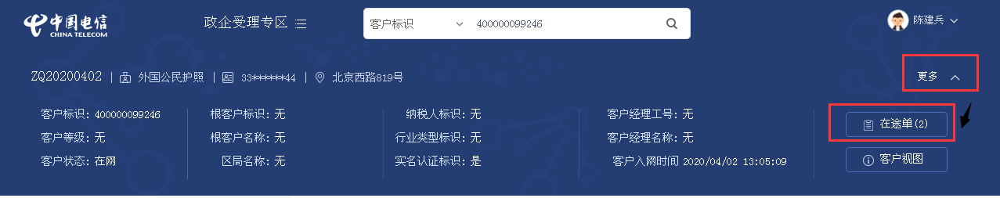 中国电信
CHINA TELECOM
政企受理专区
客户标识 400000099246
陈建兵
ZQ20200402 | 外国公民护照 | 33******44 | 北京西路819号
更多
客户标识: 400000099246 根客户标识: 无 纳税人标识: 无 客户经理工号: 无
在途单(2)
客户等级: 无 根客户名称: 无 行业类型标识: 无 客户经理名称: 无
客户状态: 在网 区局名称: 无 实名认证标识: 是 客户入网时间 2020/04/02 13:05:09
客户视图